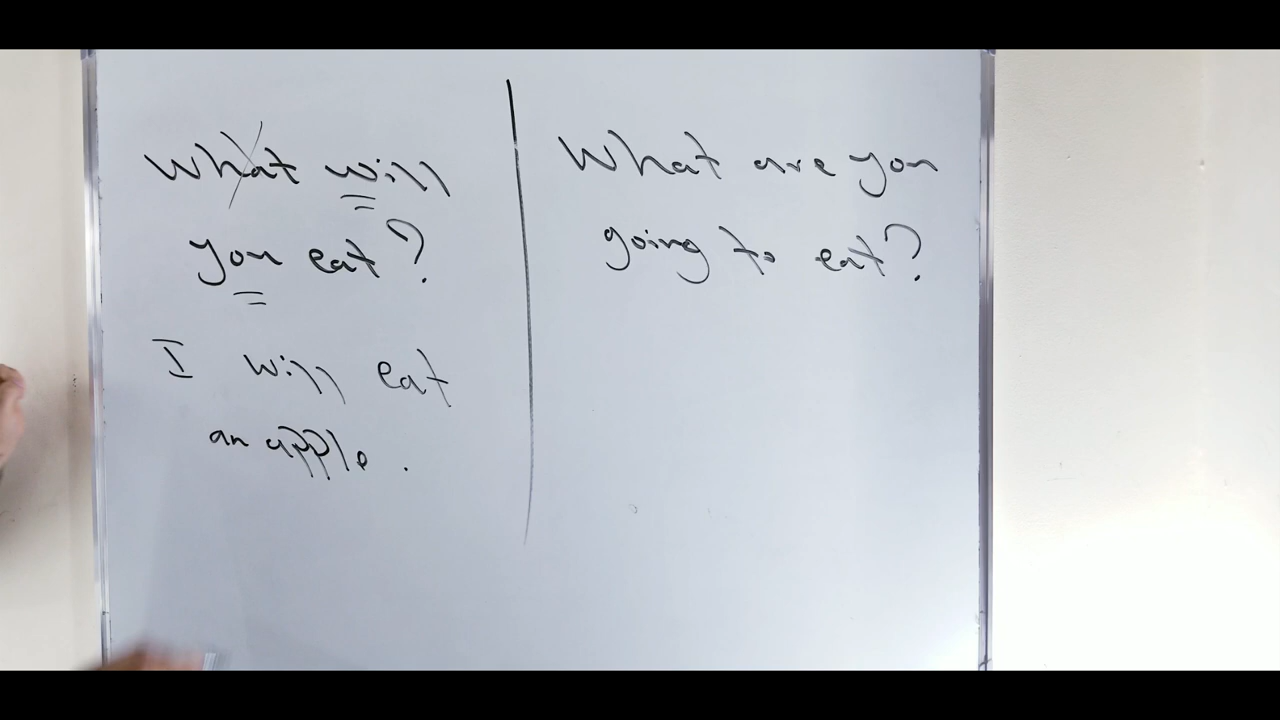 What will
you eat?
I will eat
an apple.
What are you
going to eat?